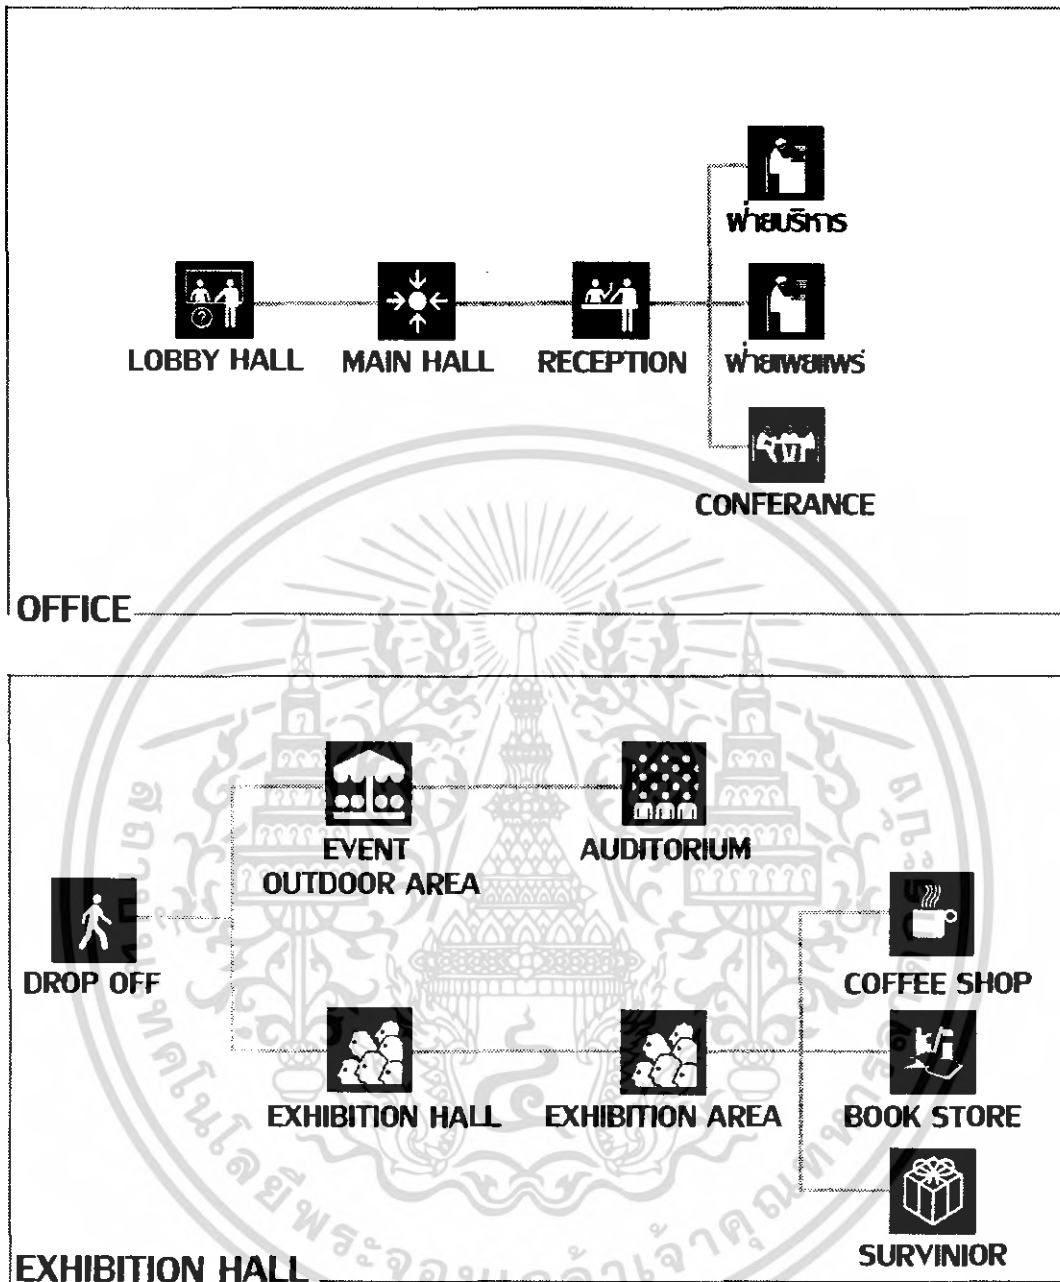 ฝ่ายบริหาร
LOBBY HALL
MAIN HALL
RECEPTION
ฝ่ายเผยแพร่
CONFERANCE
OFFICE
EVENT
OUTDOOR AREA
AUDITORIUM
DROP OFF
COFFEE SHOP
EXHIBITION HALL
EXHIBITION AREA
BOOK STORE
SURVINIOR
EXHIBITION HALL